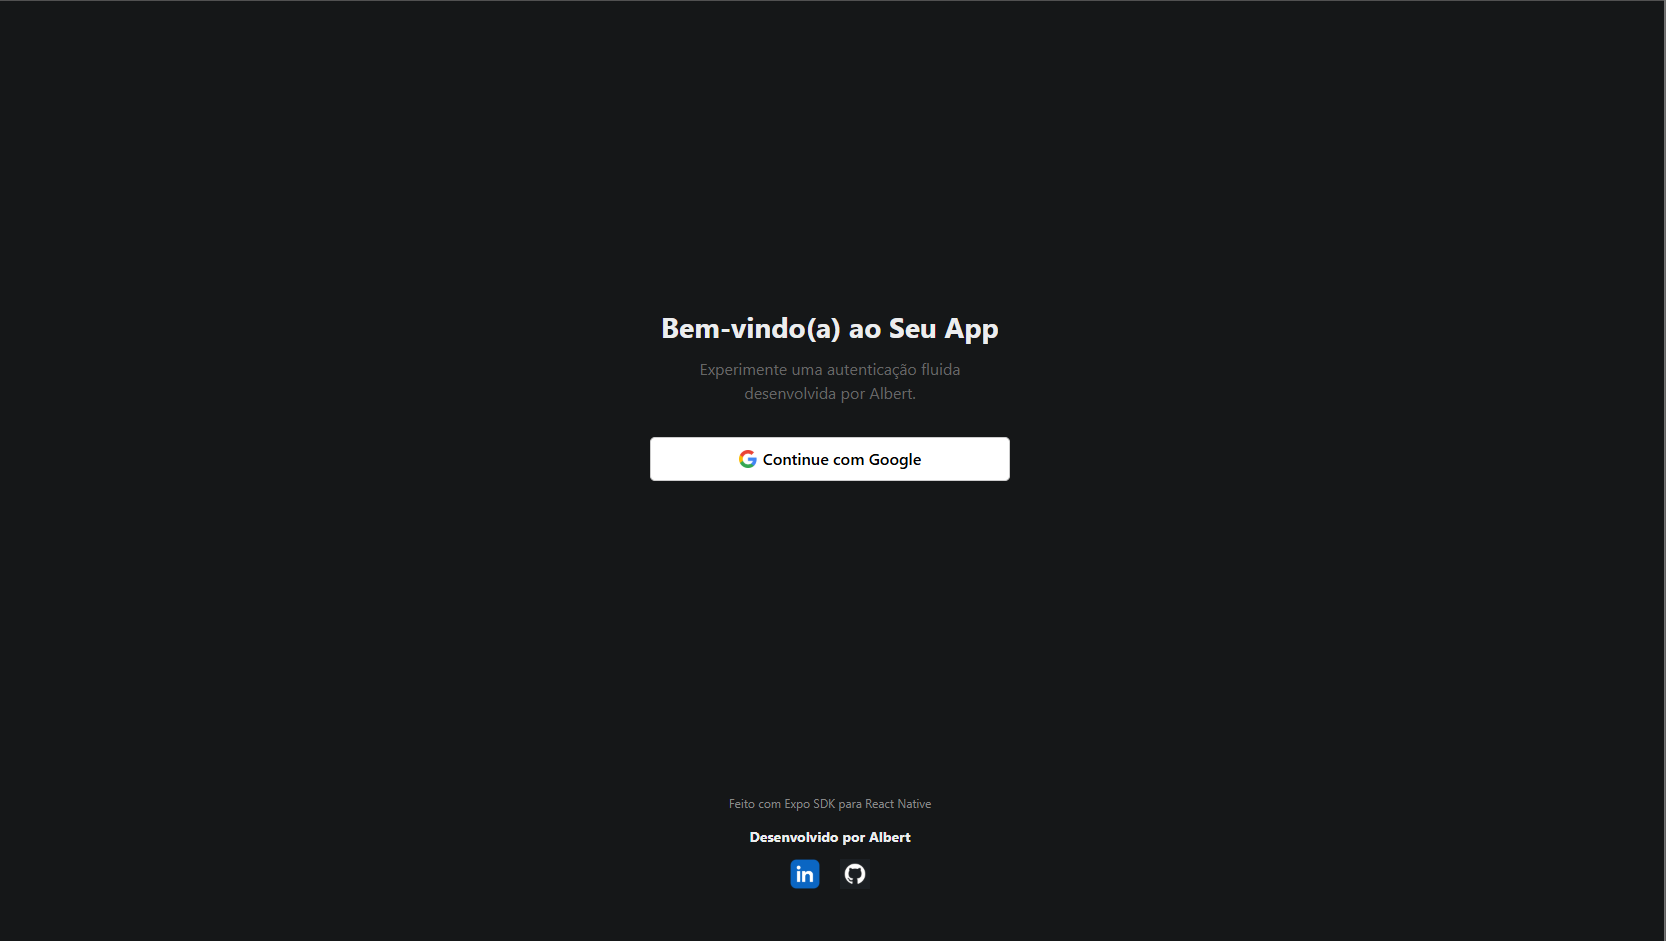 Bem-vindo(a) ao Seu App
Experimente uma autenticação fluida
desenvolvida por Albert.
Continue com Google
Feito com Expo SDK para React Native
Desenvolvido por Albert
in